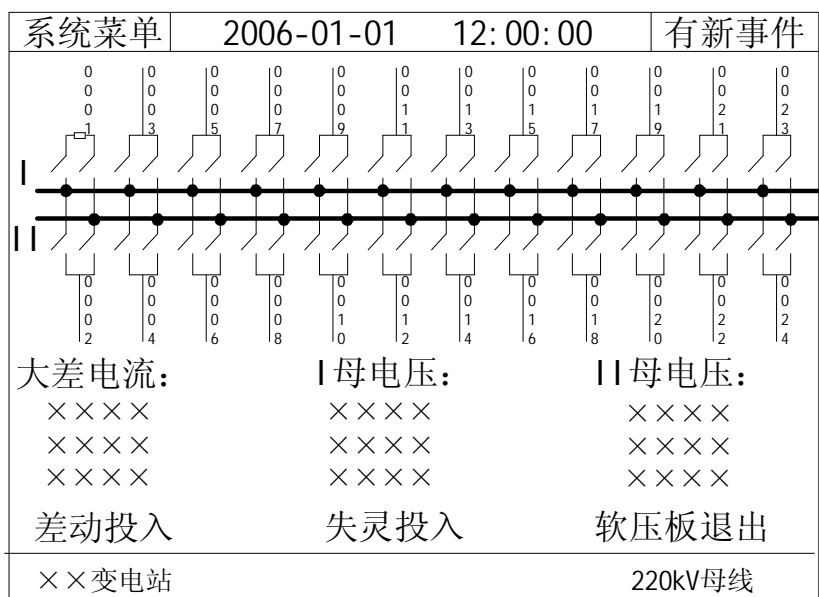 系统菜单 2006-01-01 12:00:00 有新事件
0001 0003 0005 0007 0009 0011 0013 0015 0017 0019 0021 0023
I
II
0002 0004 0006 0008 0010 0012 0014 0016 0018 0020 0022 0024
大差电流： I母电压： II母电压：
×××× ×××× ××××
×××× ×××× ××××
×××× ×××× ××××
差动投入 失灵投入 软压板退出
××变电站 220kV母线